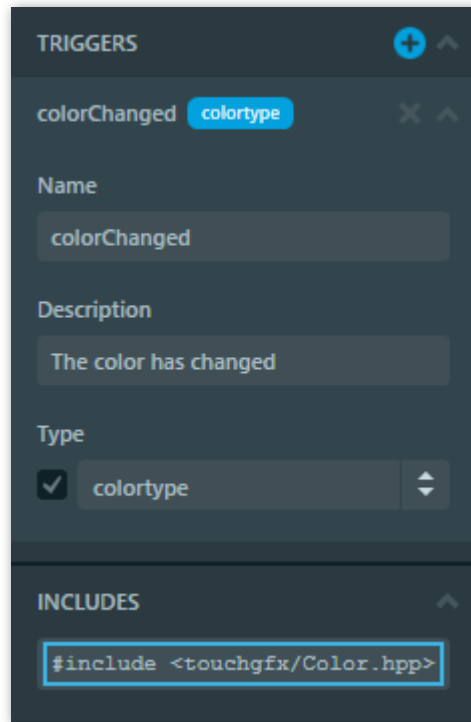 TRIGGERS
colorChanged colortype
Name
colorChanged
Description
The color has changed
Type
colortype
INCLUDES
#include <touchgfx/Color.hpp>